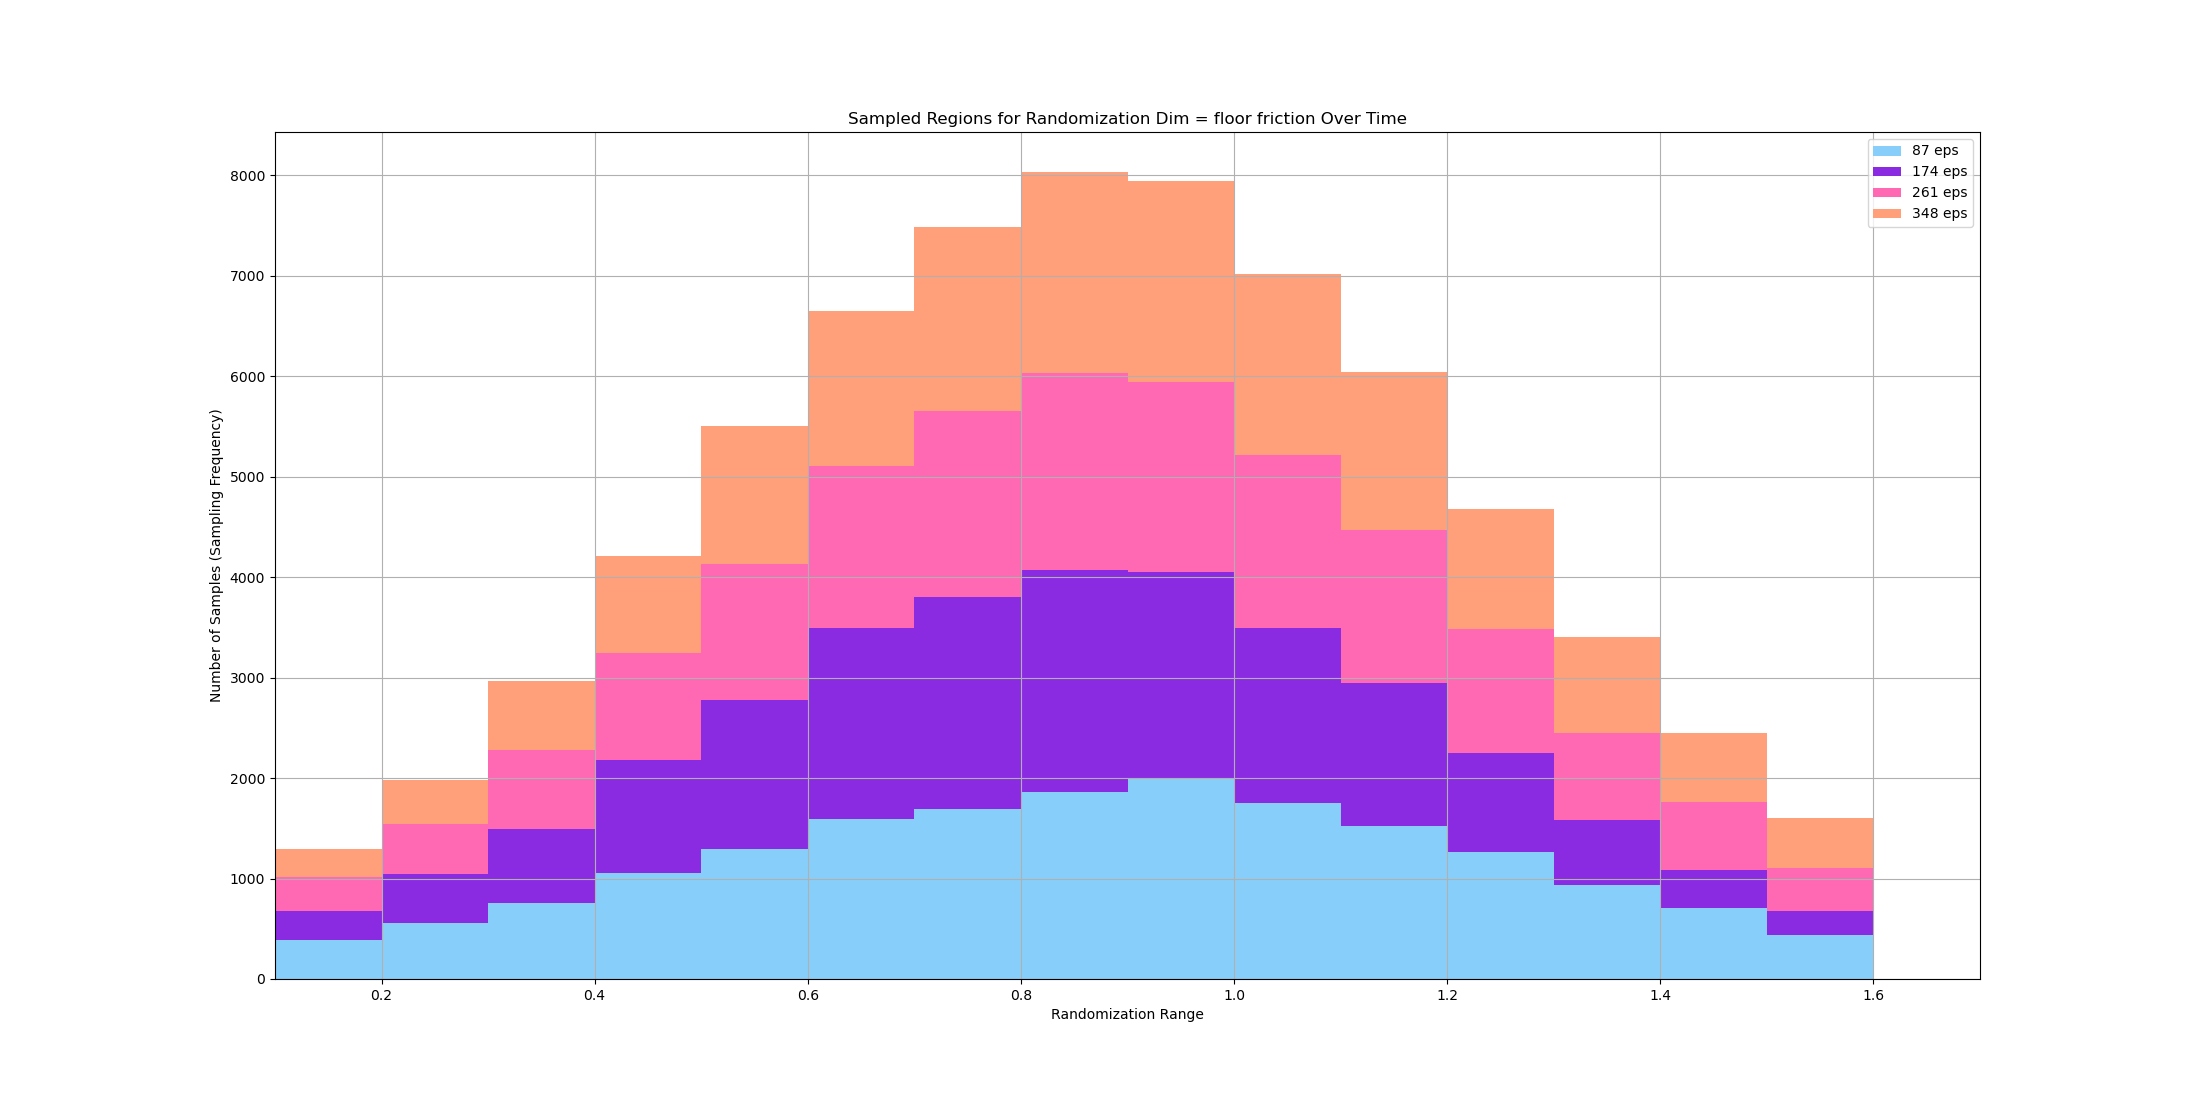 Sampled Regions for Randomization Dim = floor friction Over Time
87 eps
174 eps
261 eps
348 eps
Number of Samples (Sampling Frequency)
8000
7000
6000
5000
4000
3000
2000
1000
0
0.2 0.4 0.6 0.8 1.0 1.2 1.4 1.6
Randomization Range